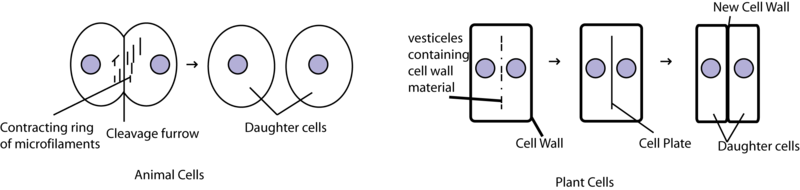 Contracting ring
of microfilaments
Cleavage furrow
Daughter cells
Animal Cells
vesticeles
containing
cell wall
material
Cell Wall
Cell Plate
New Cell Wall
Daughter cells
Plant Cells